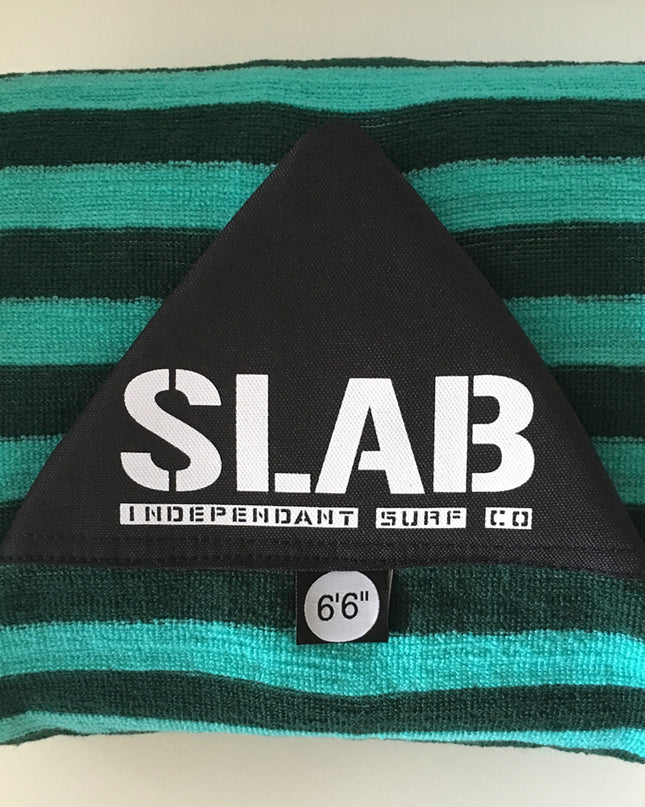 SLAB
INDEPENDANT SURF CO
6'6"